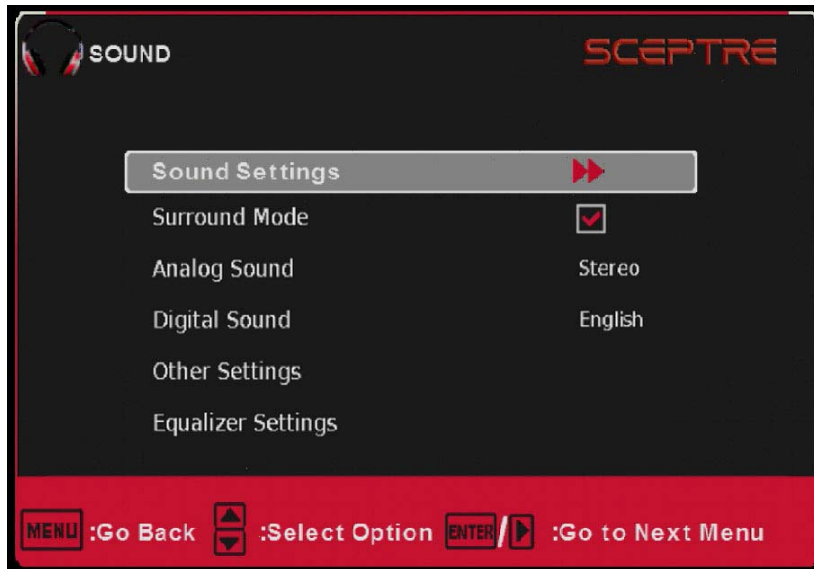 SOUND
SCEPTRE
Sound Settings
Surround Mode
Analog Sound Stereo
Digital Sound English
Other Settings
Equalizer Settings
MENU :Go Back :Select Option ENTER/ :Go to Next Menu